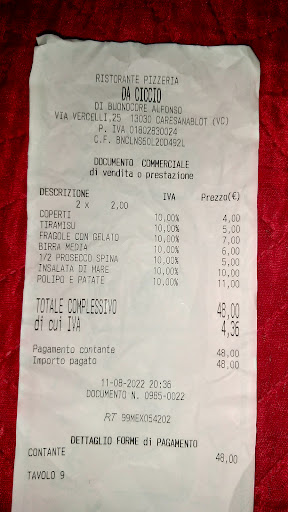 RISTORANTE PIZZERIA
DA CICCIO
DI BUONOCORE ALFONSO
VIA VERCELLI,25 13030 CARESANABLOT (VC)
P. IVA 01802830024
C.F. BNCLNS60L20D492L
DOCUMENTO COMMERCIALE
di vendita o prestazione
DESCRIZIONE IVA Prezzo(€)
2 x 2,00
COPERTI 10,00% 4,00
TIRAMISU 10,00% 5,00
FRAGOLE CON GELATO 10,00% 7,00
BIRRA MEDIA 10,00% 6,00
1/2 PROSECCO SPINA 10,00% 5,00
INSALATA DI MARE 10,00% 10,00
POLIPO E PATATE 10,00% 11,00
TOTALE COMPLESSIVO 48,00
di cui IVA 4,36
Pagamento contante 48,00
Importo pagato 48,00
11-08-2022 20:36
DOCUMENTO N. 0965-0022
RT 99MEX054202
DETTAGLIO FORME di PAGAMENTO
CONTANTE 48,00
TAVOLO 9